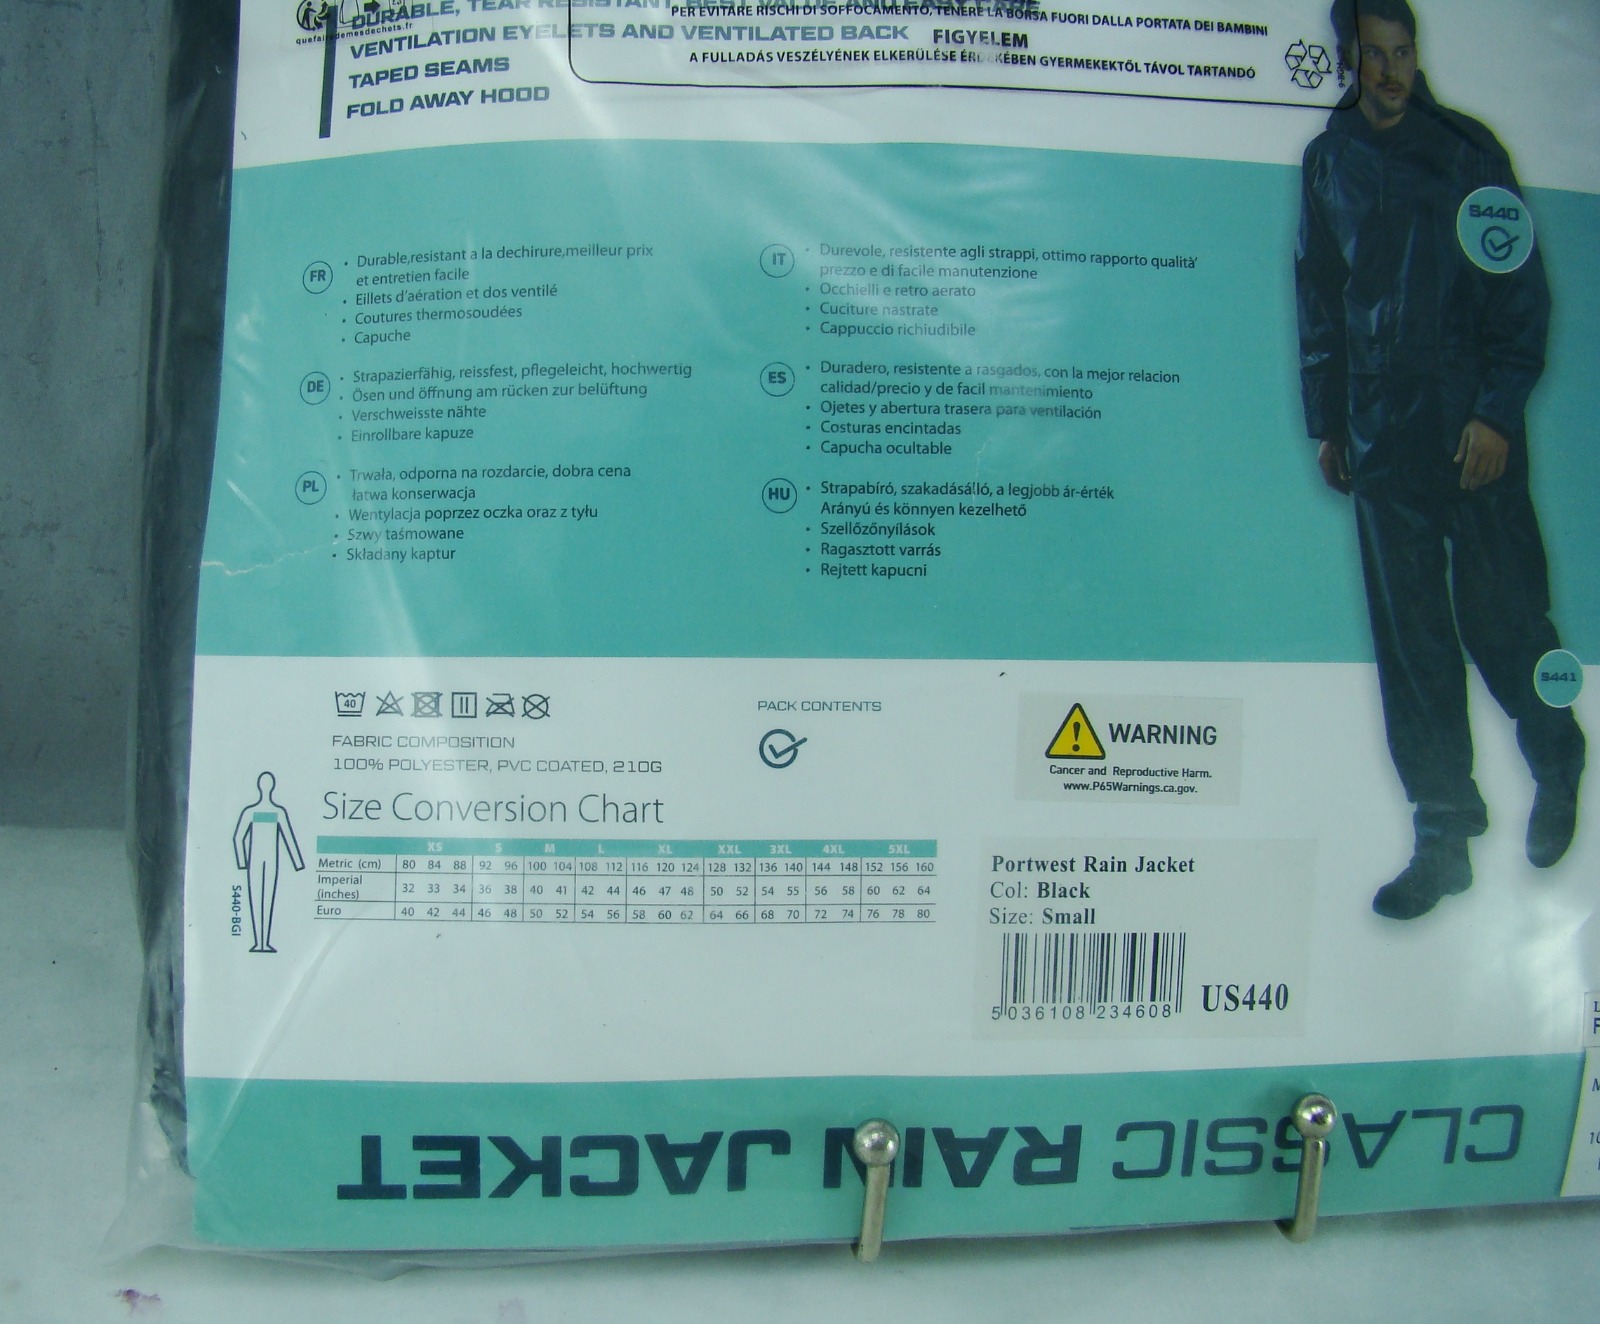 quefairedemesdechets.fr
DURABLE, TEAR RESISTANT, BEST VALUE AND EASY CARE
VENTILATION EYELETS AND VENTILATED BACK
TAPED SEAMS
FOLD AWAY HOOD
PER EVITARE RISCHI DI SOFFOCAMENTO, TENERE LA BORSA FUORI DALLA PORTATA DEI BAMBINI
FIGYELEM
A FULLADÁS VESZÉLYÉNEK ELKERÜLÉSE ÉRDEKÉBEN GYERMEKEKTŐL TÁVOL TARTANDÓ
S440
FR
• Durable,resistant a la dechirure,meilleur prix
et entretien facile
• Eillets d'aération et dos ventilé
• Coutures thermosoudées
• Capuche
DE
• Strapazierfähig, reissfest, pflegeleicht, hochwertig
• Ösen und öffnung am rücken zur belüftung
• Verschweisste nähte
• Einrollbare kapuze
PL
• Trwała, odporna na rozdarcie, dobra cena
łatwa konserwacja
• Wentylacja poprzez oczka oraz z tyłu
• Szwy taśmowane
• Składany kaptur
IT
• Durevole, resistente agli strappi, ottimo rapporto qualità'
prezzo e di facile manutenzione
• Occhielli e retro aerato
• Cuciture nastrate
• Cappuccio richiudibile
ES
• Duradero, resistente a rasgados, con la mejor relacion
calidad/precio y de facil mantenimiento
• Ojetes y abertura trasera para ventilación
• Costuras encintadas
• Capucha ocultable
HU
• Strapabíró, szakadásálló, a legjobb ár-érték
Arányú és könnyen kezelhető
• Szellőzőnyílások
• Ragasztott varrás
• Rejtett kapucni
S441
40
FABRIC COMPOSITION
100% POLYESTER, PVC COATED, 210G
PACK CONTENTS
WARNING
Cancer and Reproductive Harm.
www.P65Warnings.ca.gov.
Size Conversion Chart
XS S M L XL XXL 3XL 4XL 5XL
Metric (cm) 80 84 88 92 96 100 104 108 112 116 120 124 128 132 136 140 144 148 152 156 160
Imperial
(inches) 32 33 34 36 38 40 41 42 44 46 47 48 50 52 54 55 56 58 60 62 64
Euro 40 42 44 46 48 50 52 54 56 58 60 62 64 66 68 70 72 74 76 78 80
S440-BGI
Portwest Rain Jacket
Col: Black
Size: Small
5 036108 234608
US440
CLASSIC RAIN JACKET